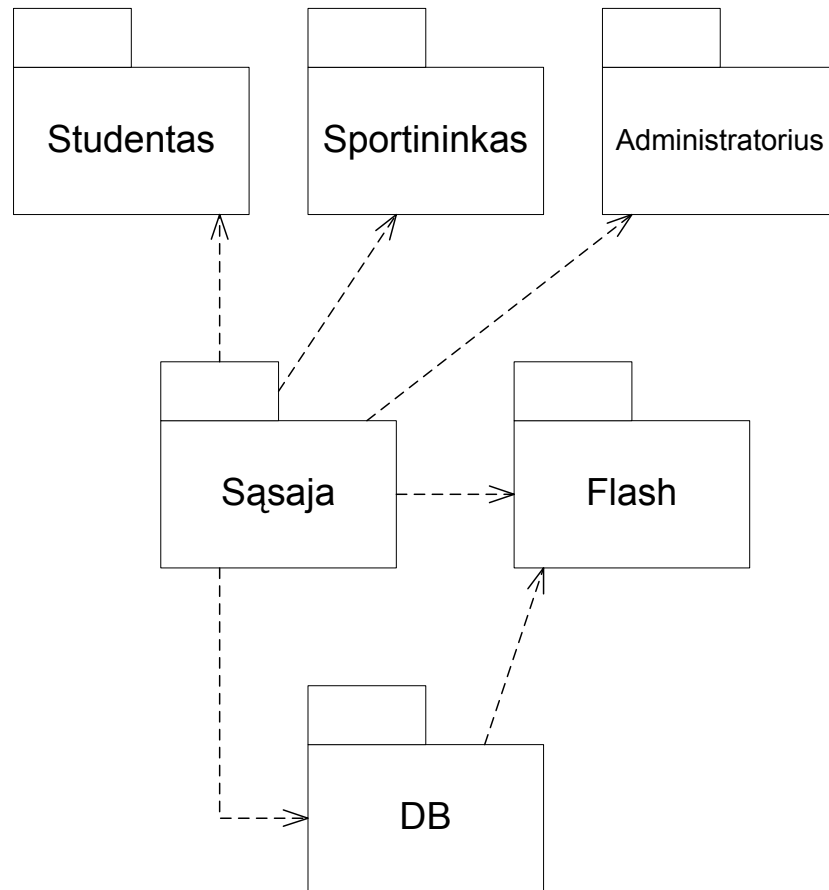 Studentas
Sportininkas
Administratorius
Sąsaja
Flash
DB